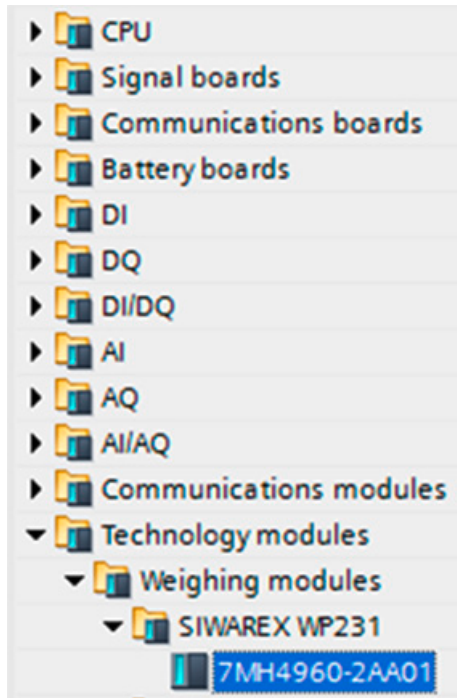 CPU
Signal boards
Communications boards
Battery boards
DI
DQ
DI/DQ
AI
AQ
AI/AQ
Communications modules
Technology modules
Weighing modules
SIWAREX WP231
7MH4960-2AA01